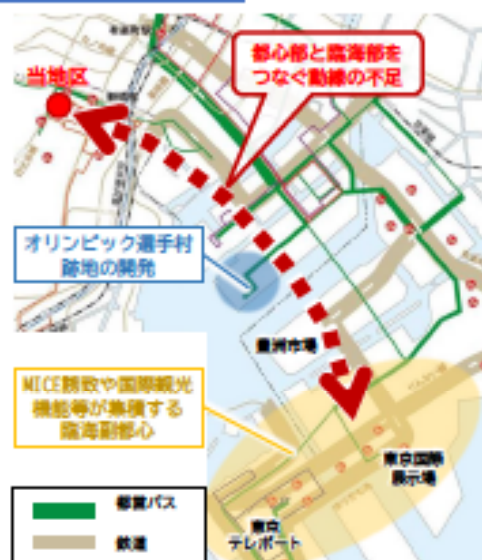 当地区
都心部と臨海部を
つなぐ動線の不足
オリンピック選手村
跡地の開発
豊洲市場
MICE誘致や国際観光
機能等が集積する
臨海副都心
東京国際
展示場
東京
テレポート
都営バス
鉄道